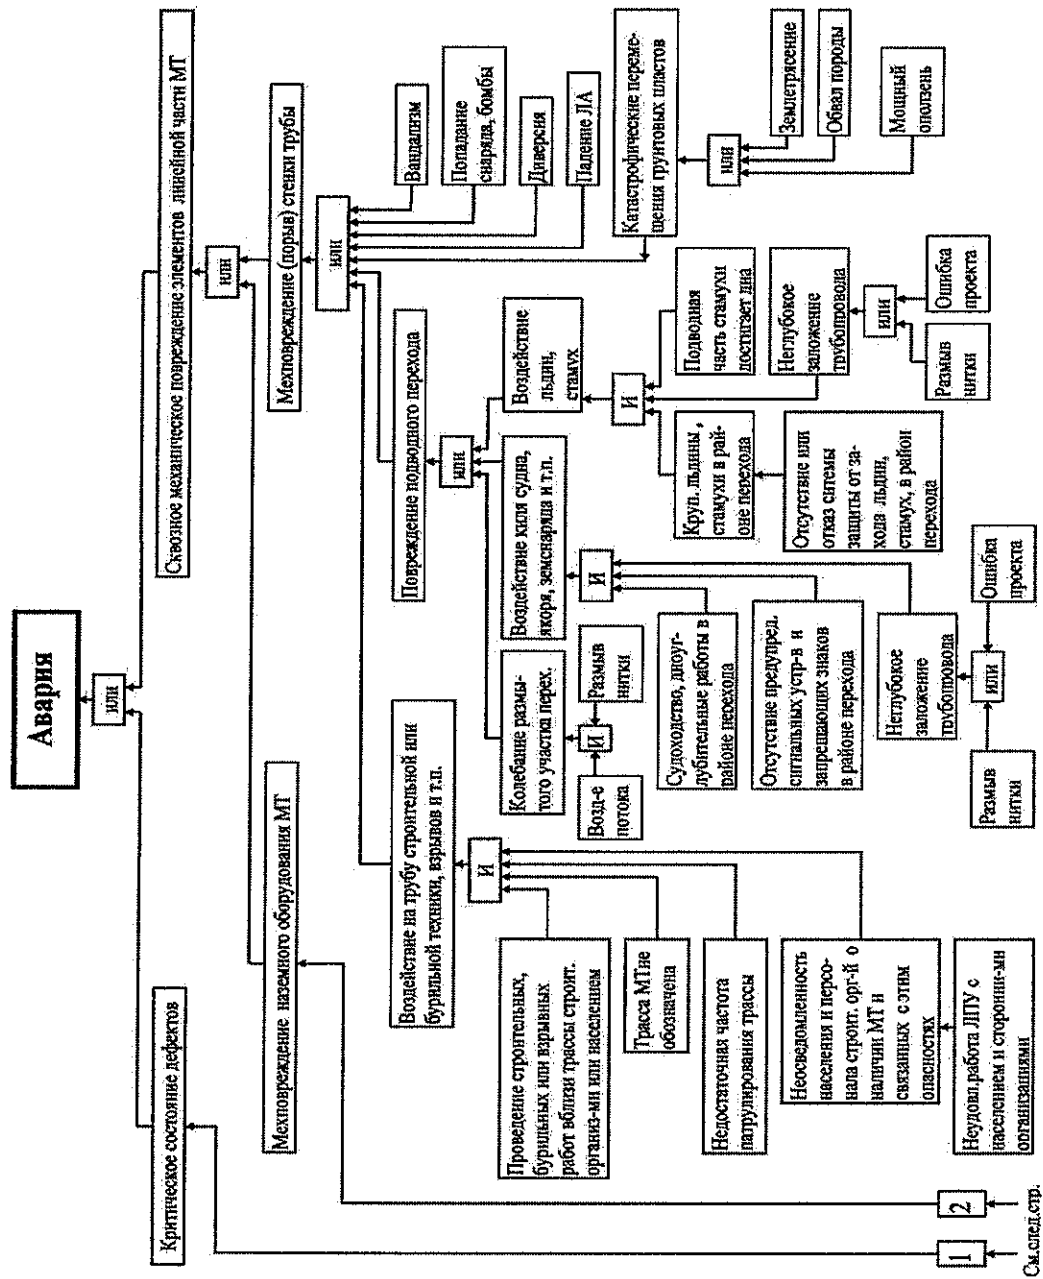 Авария
или
Критическое состояние дефектов
Сквозное механическое повреждение элементов линейной части МТ
или
Мехповреждение наземного оборудования МТ
Мехповреждение (порыв) стенки трубы
или
Воздействие на трубу строительной или
бурильной техники, взрывов и т.п.
Повреждение подводного перехода
Вандализм
Попадание
снаряда, бомбы
Диверсия
Падение ЛА
Катастрофические переме-
щения грунтовых пластов
или
Землетрясение
Обвал породы
Мощный
оползень
И
Проведение строительных,
бурильных или взрывных
работ вблизи трассы строит.
организ-ми или населением
Трасса МТне
обозначена
Недостаточная частота
патрулирования трассы
Неосведомленность
населения и персо-
нала строит. орг-й о
наличии МТ и
связанных с этим
опасностях
Неудовл.работа ЛПУ с
населением и сторонни-ми
организациями
или
Колебание размы-
того участка перех.
И
Возд-е
потока
Размыв
нитки
Воздействие киля судна,
якоря, земснаряда и т.п.
И
Судоходство, дноуг-
лубительные работы в
районе перехода
Отсутствие предупред.
сигнальных устр-в и
запрещающих знаков
в районе перехода
Неглубокое
заложение
трубопровода
или
Размыв
нитки
Ошибка
проекта
Воздействие
льдин,
стамух
И
Круп. льдины ,
стамухи в рай-
оне перехода
Отсутствие или
отказ ситемы
защиты от за-
хода льдин,
стамух, в район
перехода
Подводная
часть стамухи
достигает дна
Неглубокое
заложение
трубопровода
или
Размыв
нитки
Ошибка
проекта
1
2
См.след.стр.